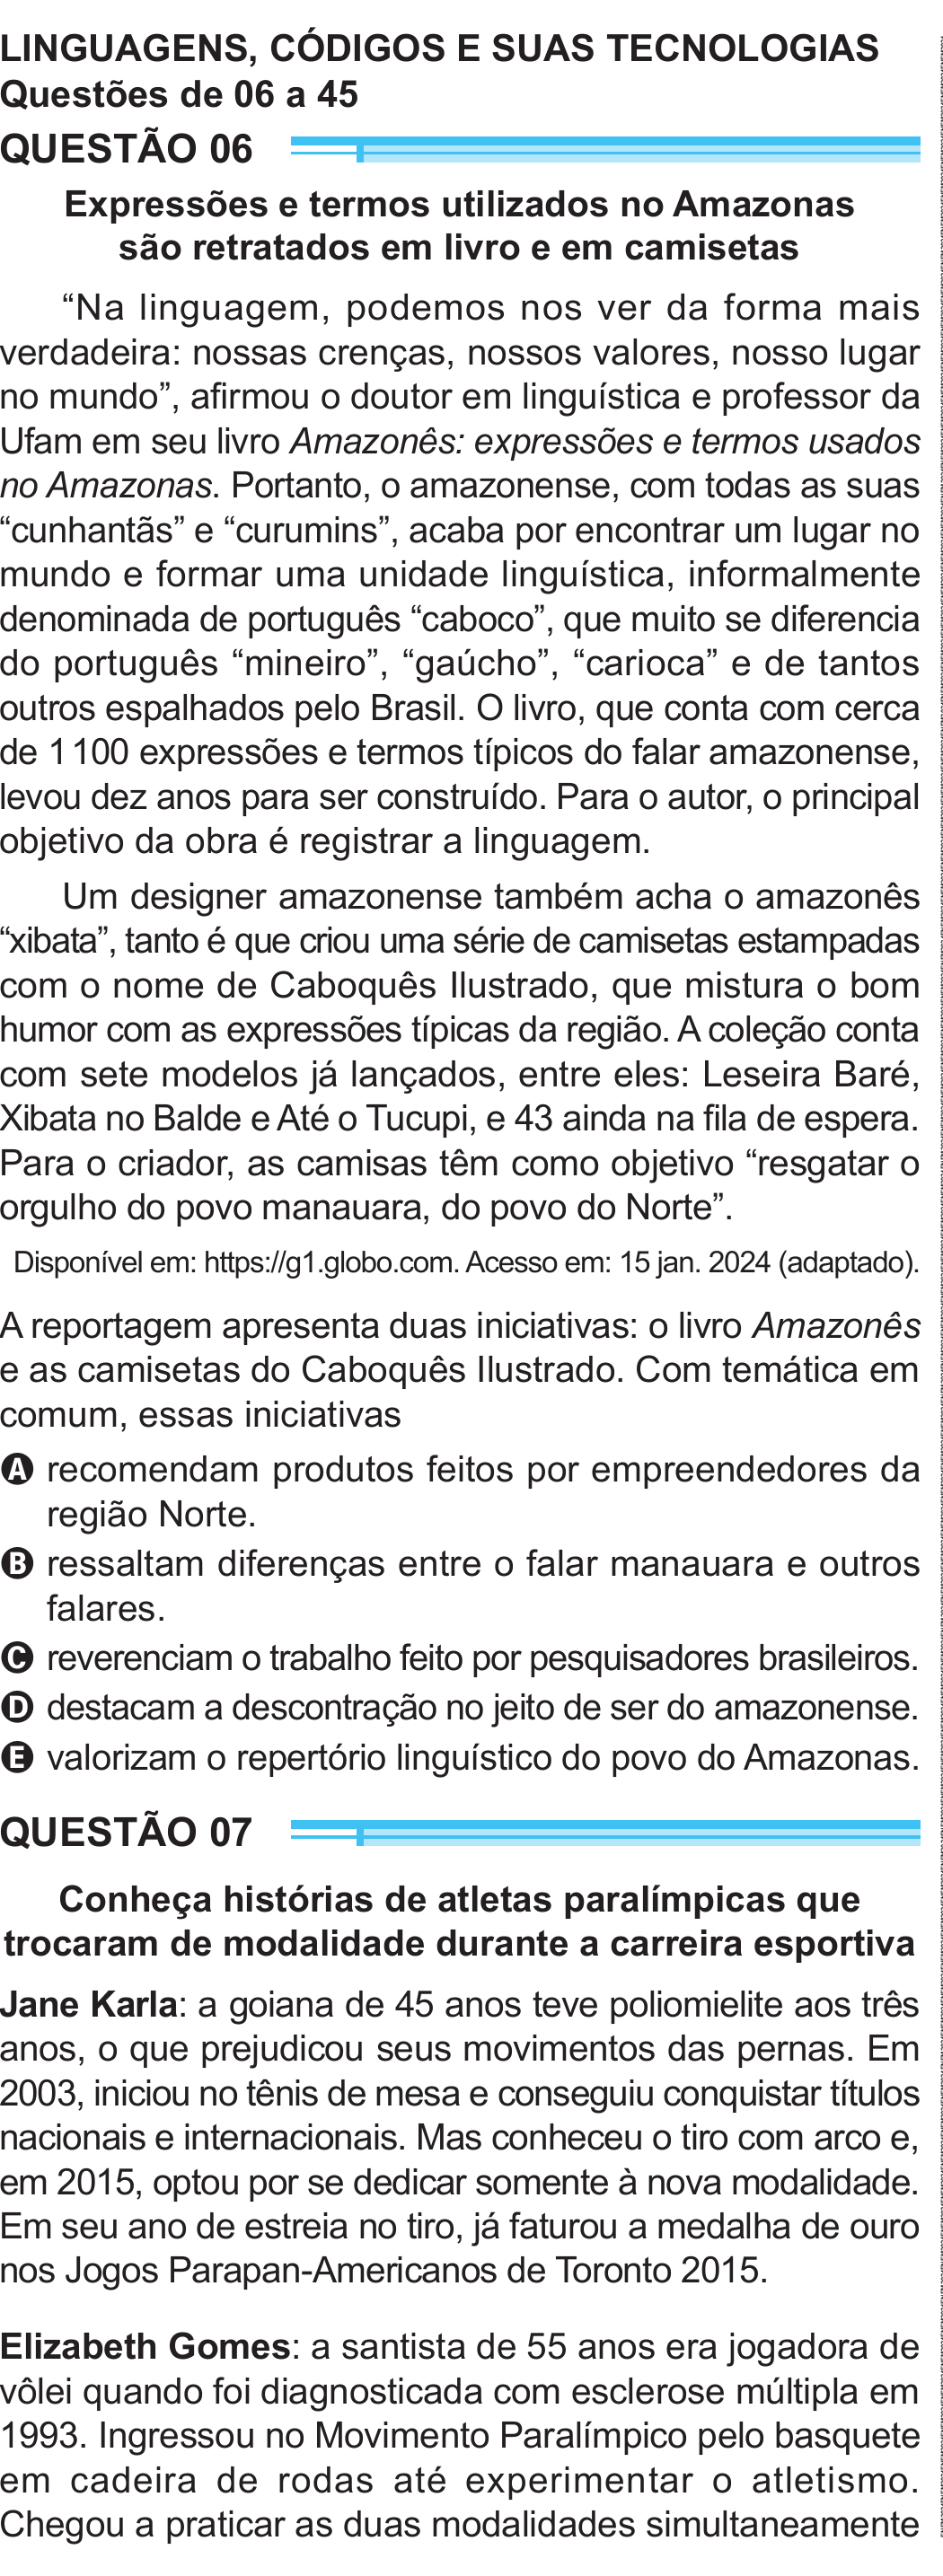 LINGUAGENS, CÓDIGOS E SUAS TECNOLOGIAS
Questões de 06 a 45
QUESTÃO 06
Expressões e termos utilizados no Amazonas
são retratados em livro e em camisetas
“Na linguagem, podemos nos ver da forma mais
verdadeira: nossas crenças, nossos valores, nosso lugar
no mundo”, afirmou o doutor em linguística e professor da
Ufam em seu livro Amazonês: expressões e termos usados
no Amazonas. Portanto, o amazonense, com todas as suas
“cunhantãs” e “curumins”, acaba por encontrar um lugar no
mundo e formar uma unidade linguística, informalmente
denominada de português “caboco”, que muito se diferencia
do português “mineiro”, “gaúcho”, “carioca” e de tantos
outros espalhados pelo Brasil. O livro, que conta com cerca
de 1 100 expressões e termos típicos do falar amazonense,
levou dez anos para ser construído. Para o autor, o principal
objetivo da obra é registrar a linguagem.
Um designer amazonense também acha o amazonês
“xibata”, tanto é que criou uma série de camisetas estampadas
com o nome de Caboquês Ilustrado, que mistura o bom
humor com as expressões típicas da região. A coleção conta
com sete modelos já lançados, entre eles: Leseira Baré,
Xibata no Balde e Até o Tucupi, e 43 ainda na fila de espera.
Para o criador, as camisas têm como objetivo “resgatar o
orgulho do povo manauara, do povo do Norte”.
Disponível em: https://g1.globo.com. Acesso em: 15 jan. 2024 (adaptado).
A reportagem apresenta duas iniciativas: o livro Amazonês
e as camisetas do Caboquês Ilustrado. Com temática em
comum, essas iniciativas
A recomendam produtos feitos por empreendedores da
região Norte.
B ressaltam diferenças entre o falar manauara e outros
falares.
C reverenciam o trabalho feito por pesquisadores brasileiros.
D destacam a descontração no jeito de ser do amazonense.
E valorizam o repertório linguístico do povo do Amazonas.
QUESTÃO 07
Conheça histórias de atletas paralímpicas que
trocaram de modalidade durante a carreira esportiva
Jane Karla: a goiana de 45 anos teve poliomielite aos três
anos, o que prejudicou seus movimentos das pernas. Em
2003, iniciou no tênis de mesa e conseguiu conquistar títulos
nacionais e internacionais. Mas conheceu o tiro com arco e,
em 2015, optou por se dedicar somente à nova modalidade.
Em seu ano de estreia no tiro, já faturou a medalha de ouro
nos Jogos Parapan-Americanos de Toronto 2015.
Elizabeth Gomes: a santista de 55 anos era jogadora de
vôlei quando foi diagnosticada com esclerose múltipla em
1993. Ingressou no Movimento Paralímpico pelo basquete
em cadeira de rodas até experimentar o atletismo.
Chegou a praticar as duas modalidades simultaneamente